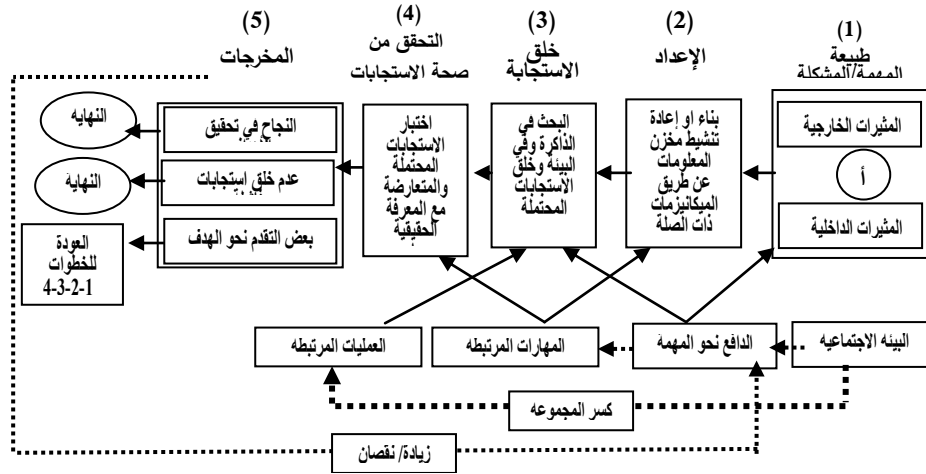 (1)
طبيعة
المهمة/المشكلة
(2)
الإعداد
(3)
خلق
الاستجابة
(4)
التحقق من
صحة الاستجابات
(5)
المخرجات
المثيرات الخارجية
أ
المثيرات الداخلية
بناء او إعادة
تنشيط مخزن
المعلومات
عن طريق
الميكانيزمات
ذات الصلة
البحث في
الذاكرة وفي
البيئة وخلق
الاستجابات
المحتملة
اختبار
الاستجابات
المحتملة
والمتعارضة
مع المعرفة
الحقيقية
النجاح في تحقيق
عدم خلق إستجابات
بعض التقدم نحو الهدف
النهايه
النهاية
العودة
للخطوات
4-3-2-1
البيئه الاجتماعيه
الدافع نحو المهمة
المهارات المرتبطه
العمليات المرتبطه
كسر المجموعه
زيادة/ نقصان